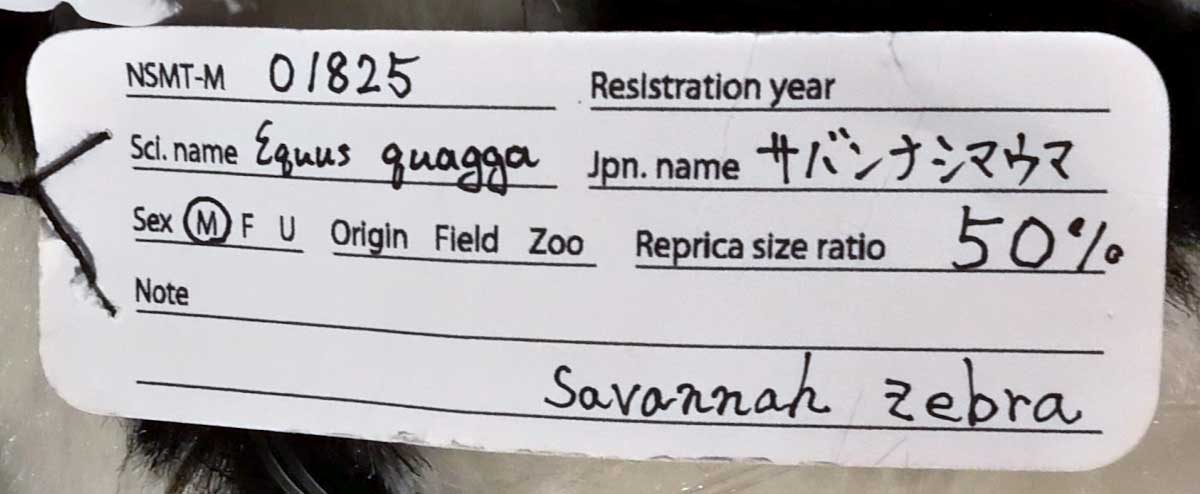 NSMT-M 01825 Resistration year
Sci. name Equus quagga Jpn. name サバンナシマウマ
Sex M F U Origin Field Zoo Reprica size ratio 50%
Note
Savannah zebra